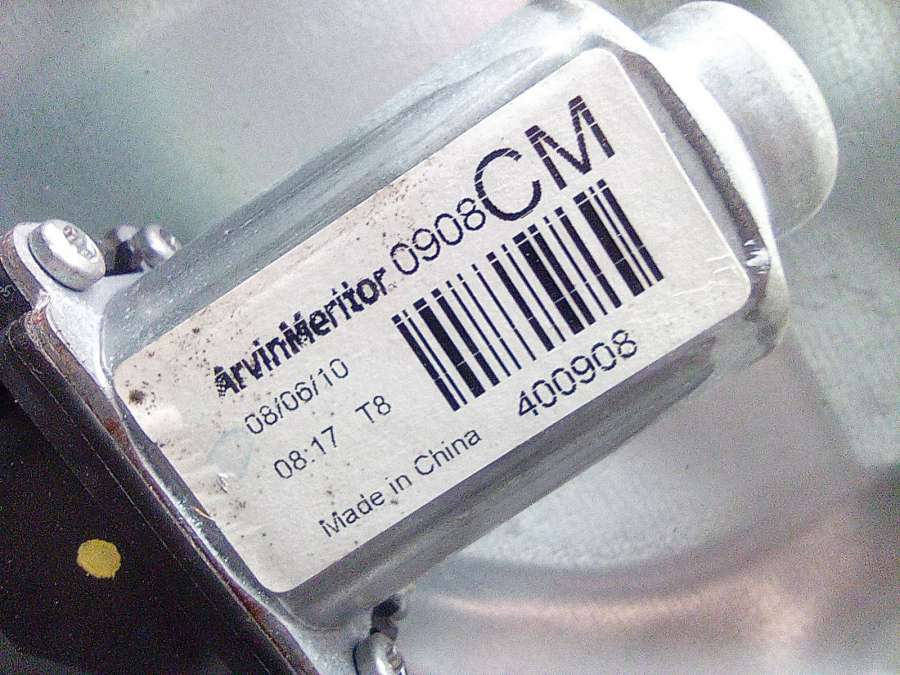 ArvinMeritor 0908CM
08/06/10
08:17 T8
400908
Made in China